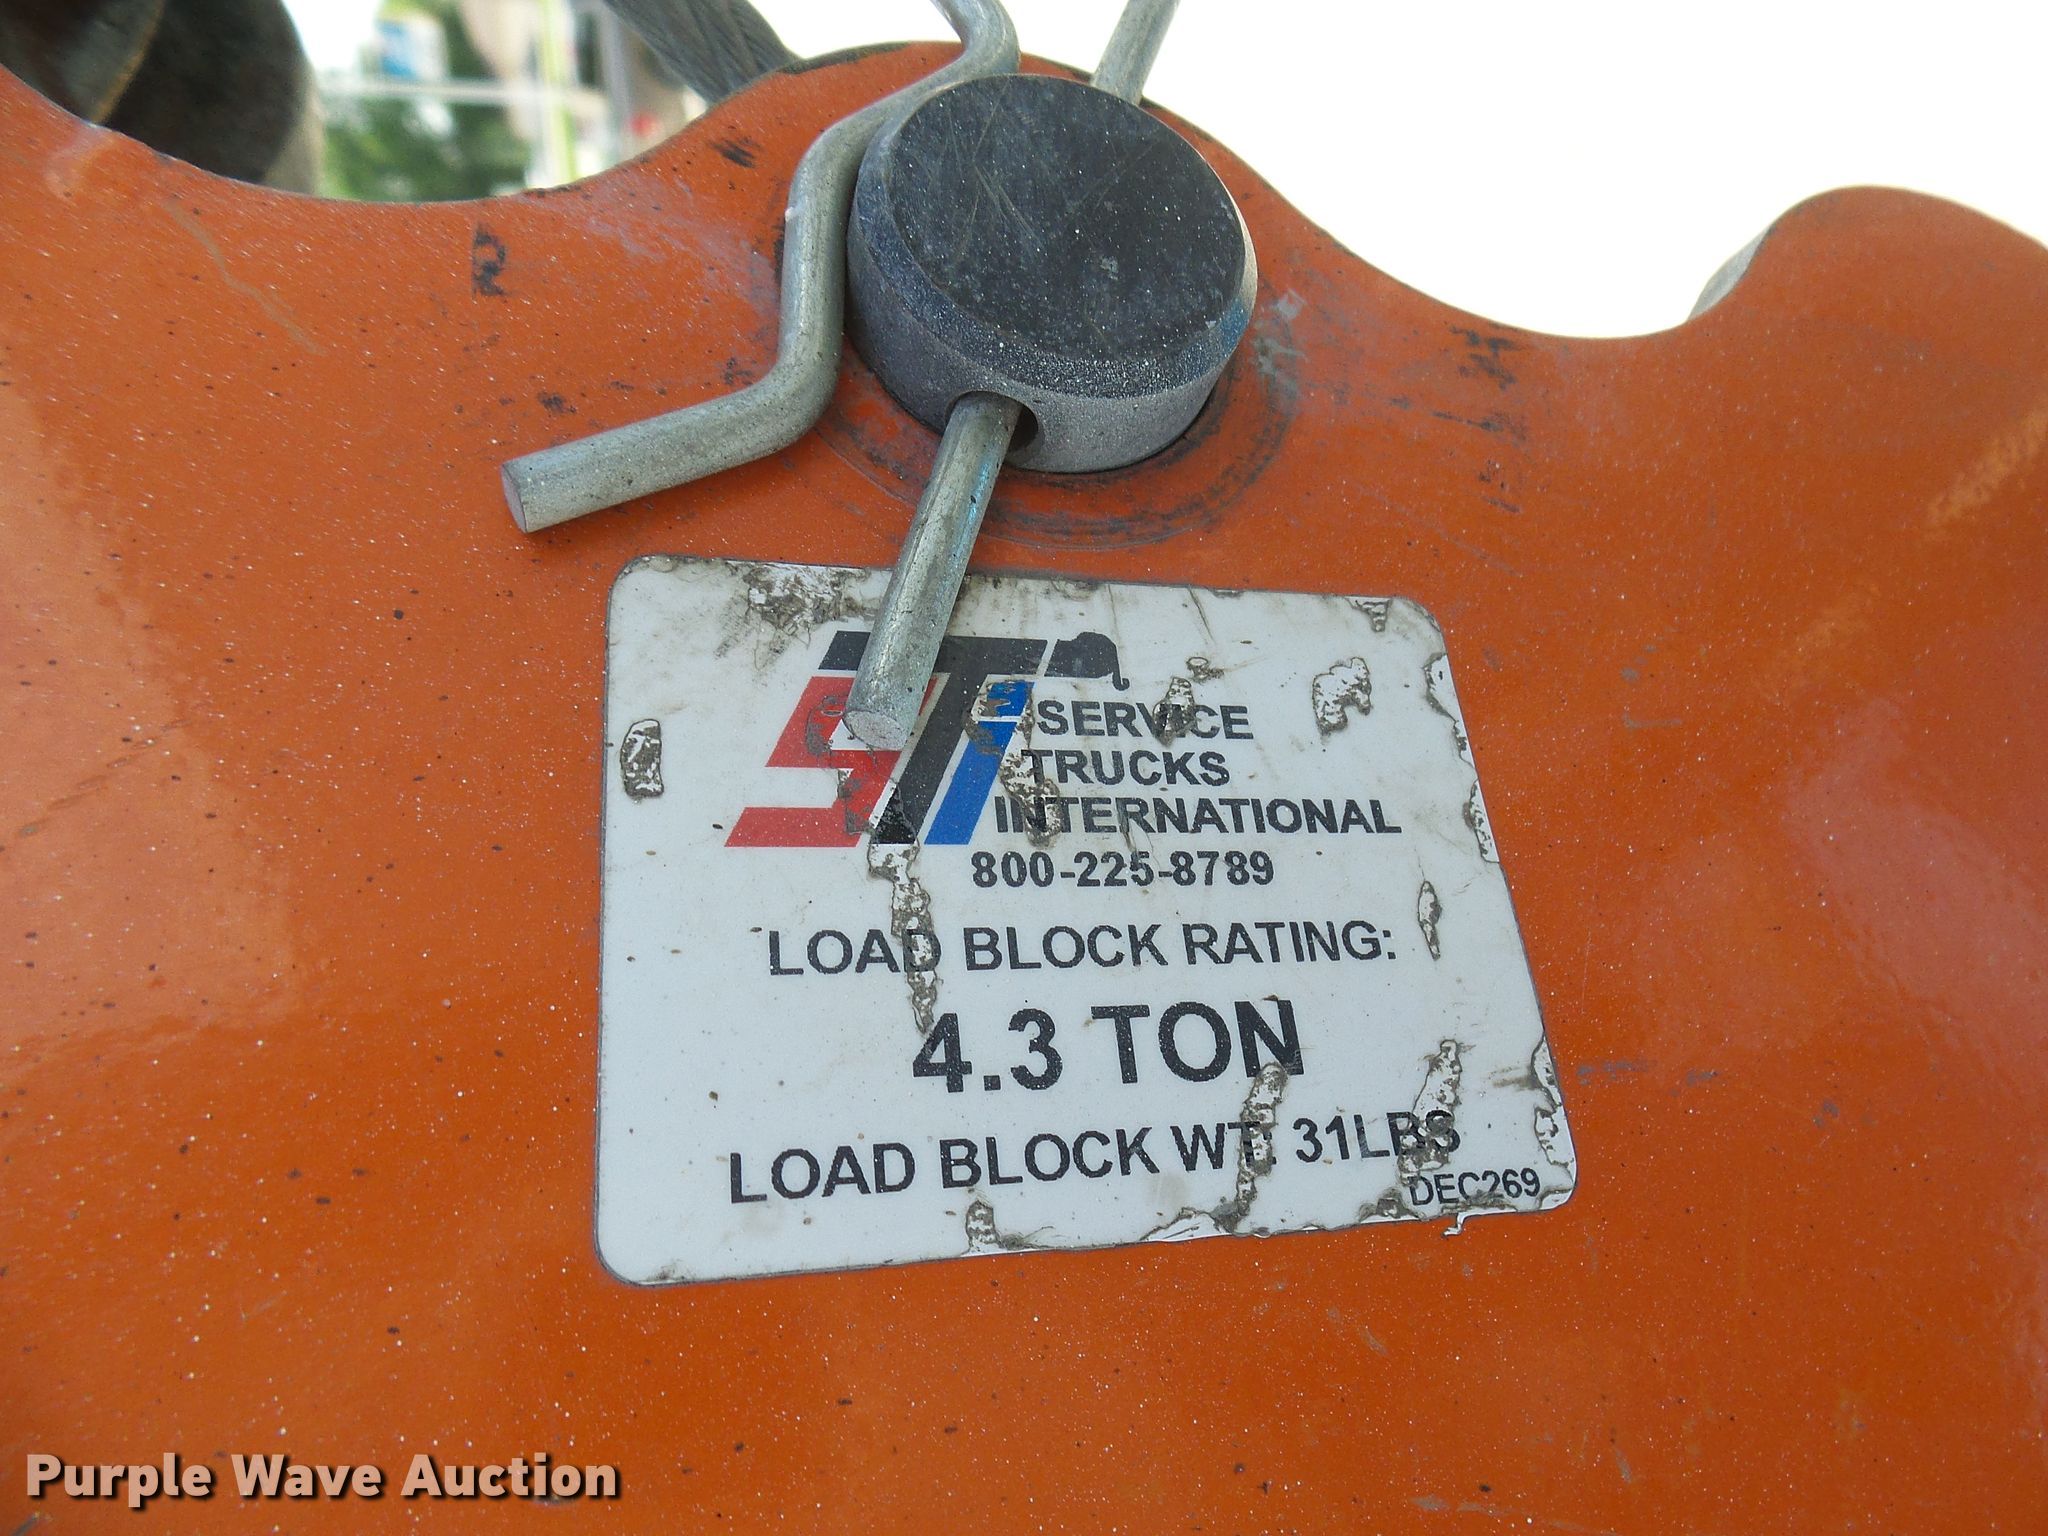 STI
SERVICE
TRUCKS
INTERNATIONAL
800-225-8789
LOAD BLOCK RATING:
4.3 TON
LOAD BLOCK WT: 31LBS
DEC269
Purple Wave Auction